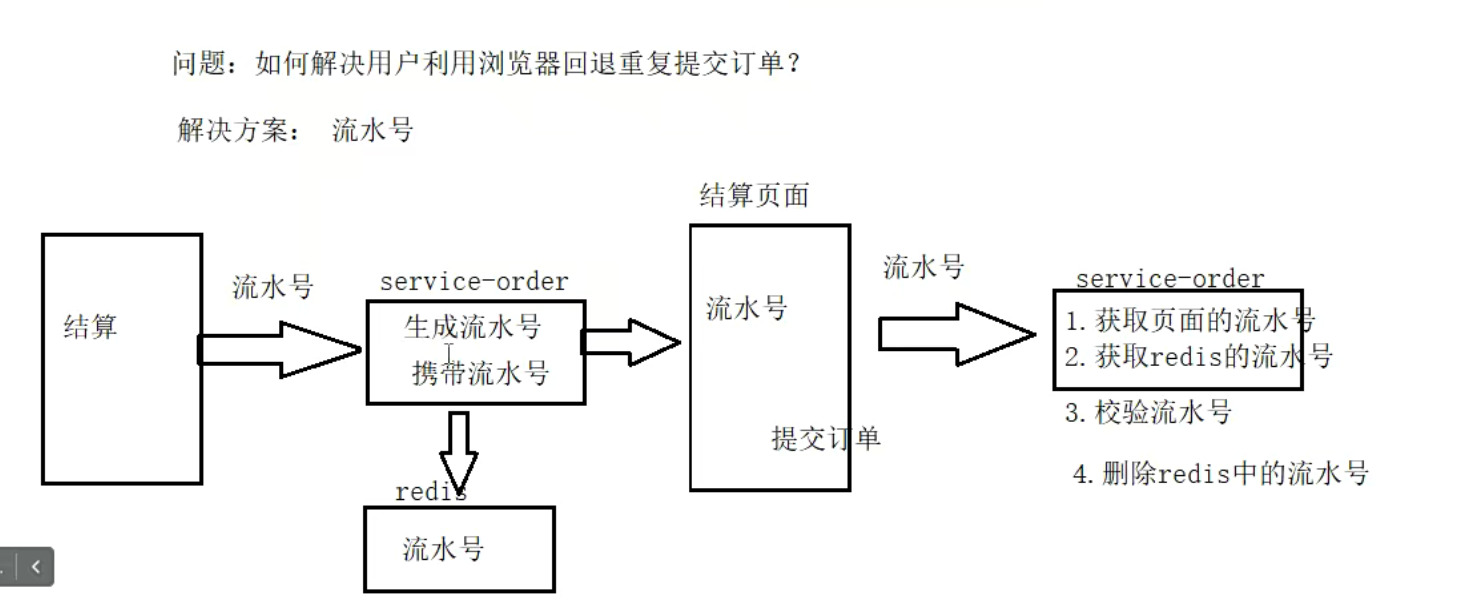 问题：如何解决用户利用浏览器回退重复提交订单？
解决方案： 流水号
结算
流水号
service-order
生成流水号
携带流水号
redis
流水号
结算页面
流水号
提交订单
流水号
service-order
1.获取页面的流水号
2.获取redis的流水号
3.校验流水号
4.删除redis中的流水号